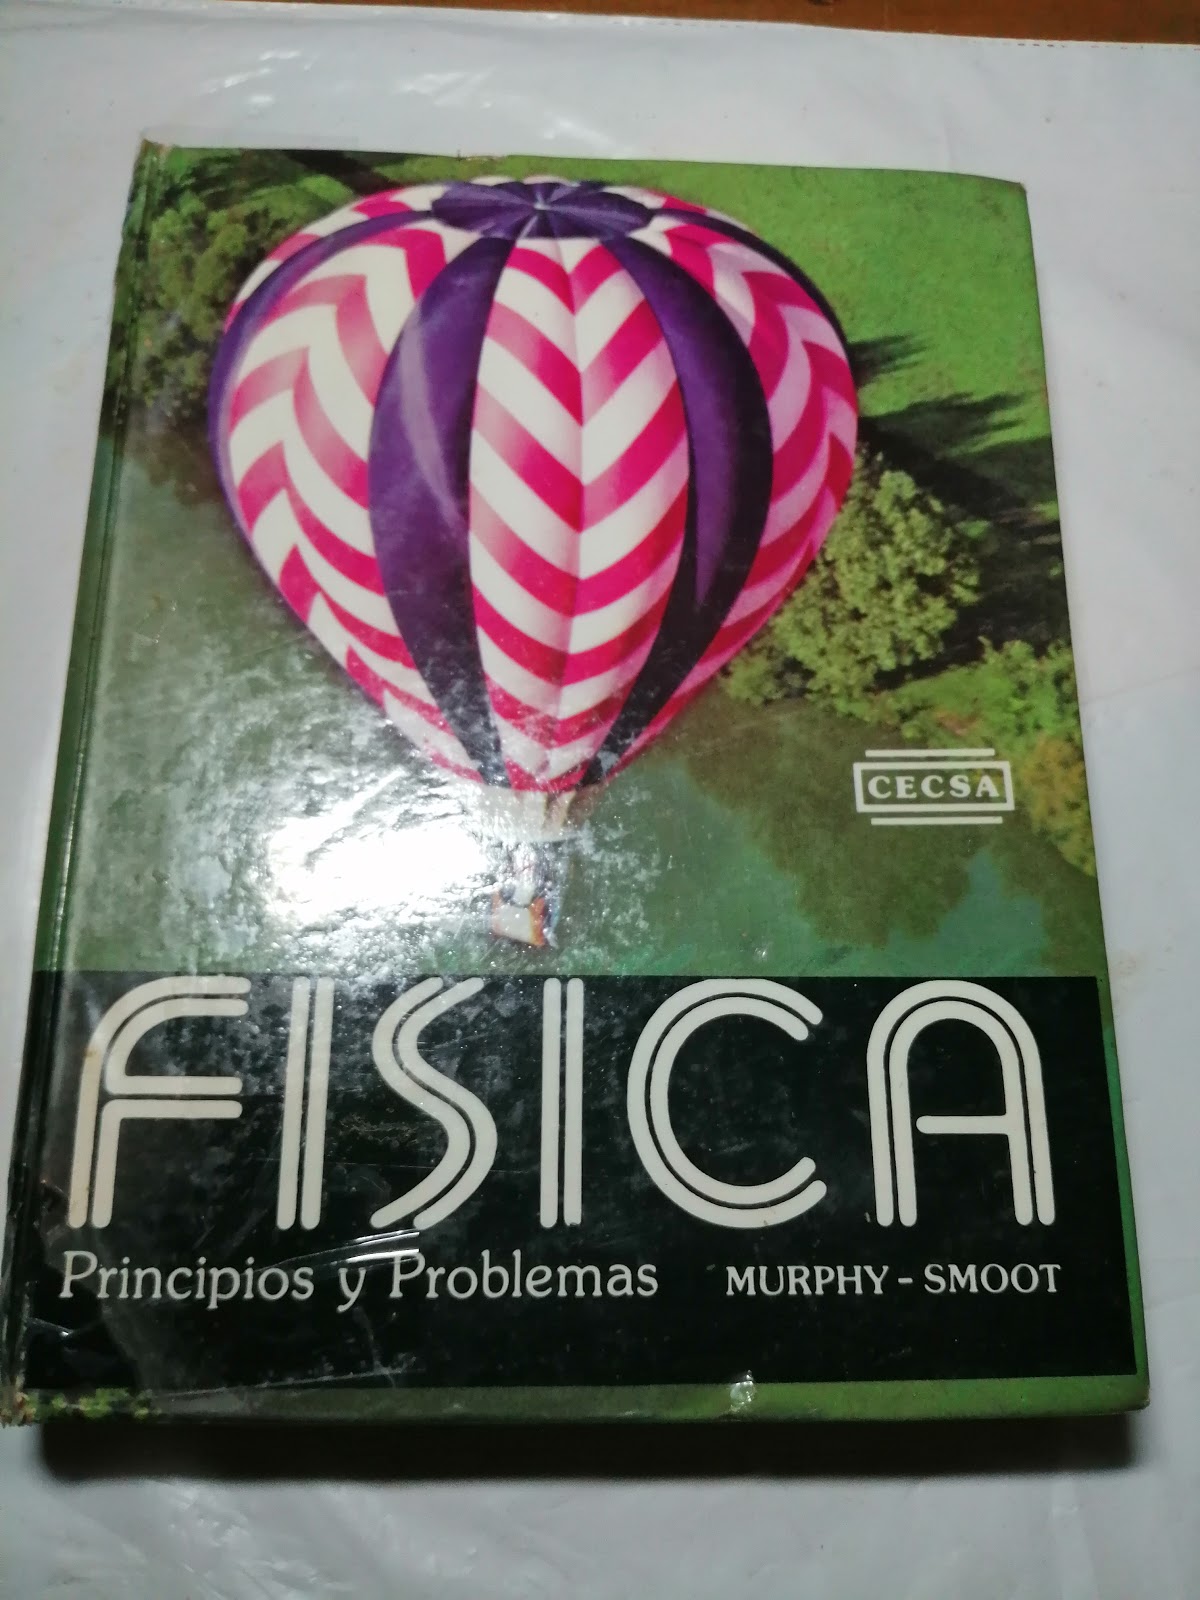 CECSA
FISICA
Principios y Problemas MURPHY - SMOOT